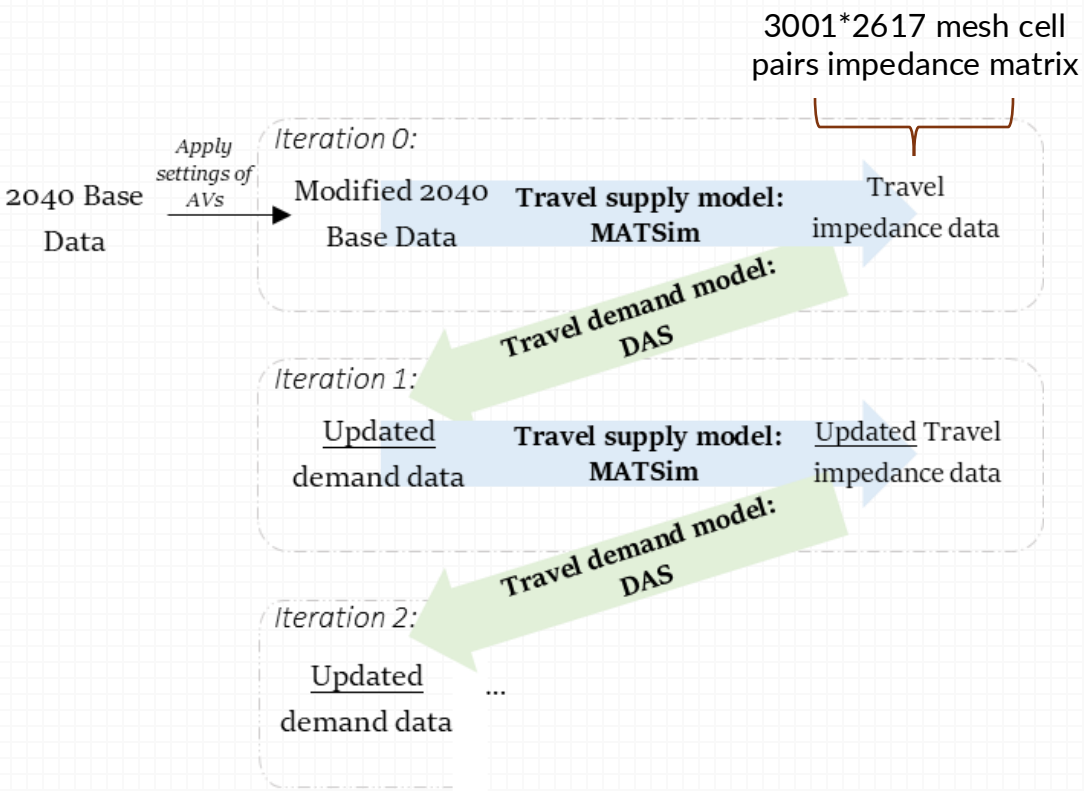 3001*2617 mesh cell
pairs impedance matrix
Iteration 0:
Apply
settings of
AVs
2040 Base
Data
Modified 2040
Base Data
Travel supply model:
MATSim
Travel
impedance data
Travel demand model:
DAS
Iteration 1:
Updated
demand data
Travel supply model:
MATSim
Updated Travel
impedance data
Travel demand model:
DAS
Iteration 2:
Updated
demand data
...